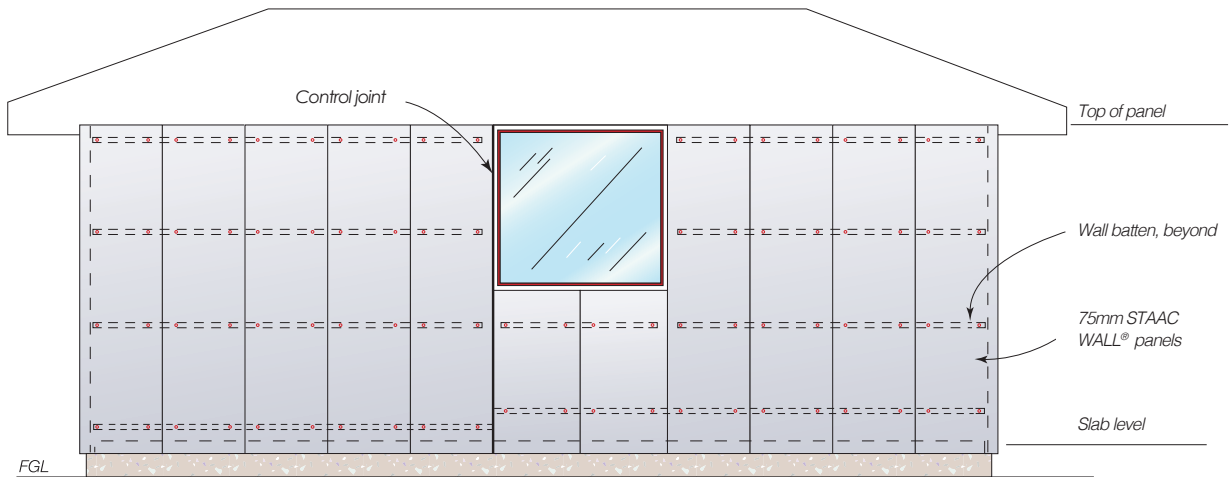 Control joint
Top of panel
Wall batten, beyond
75mm STAAC
WALL® panels
Slab level
FGL